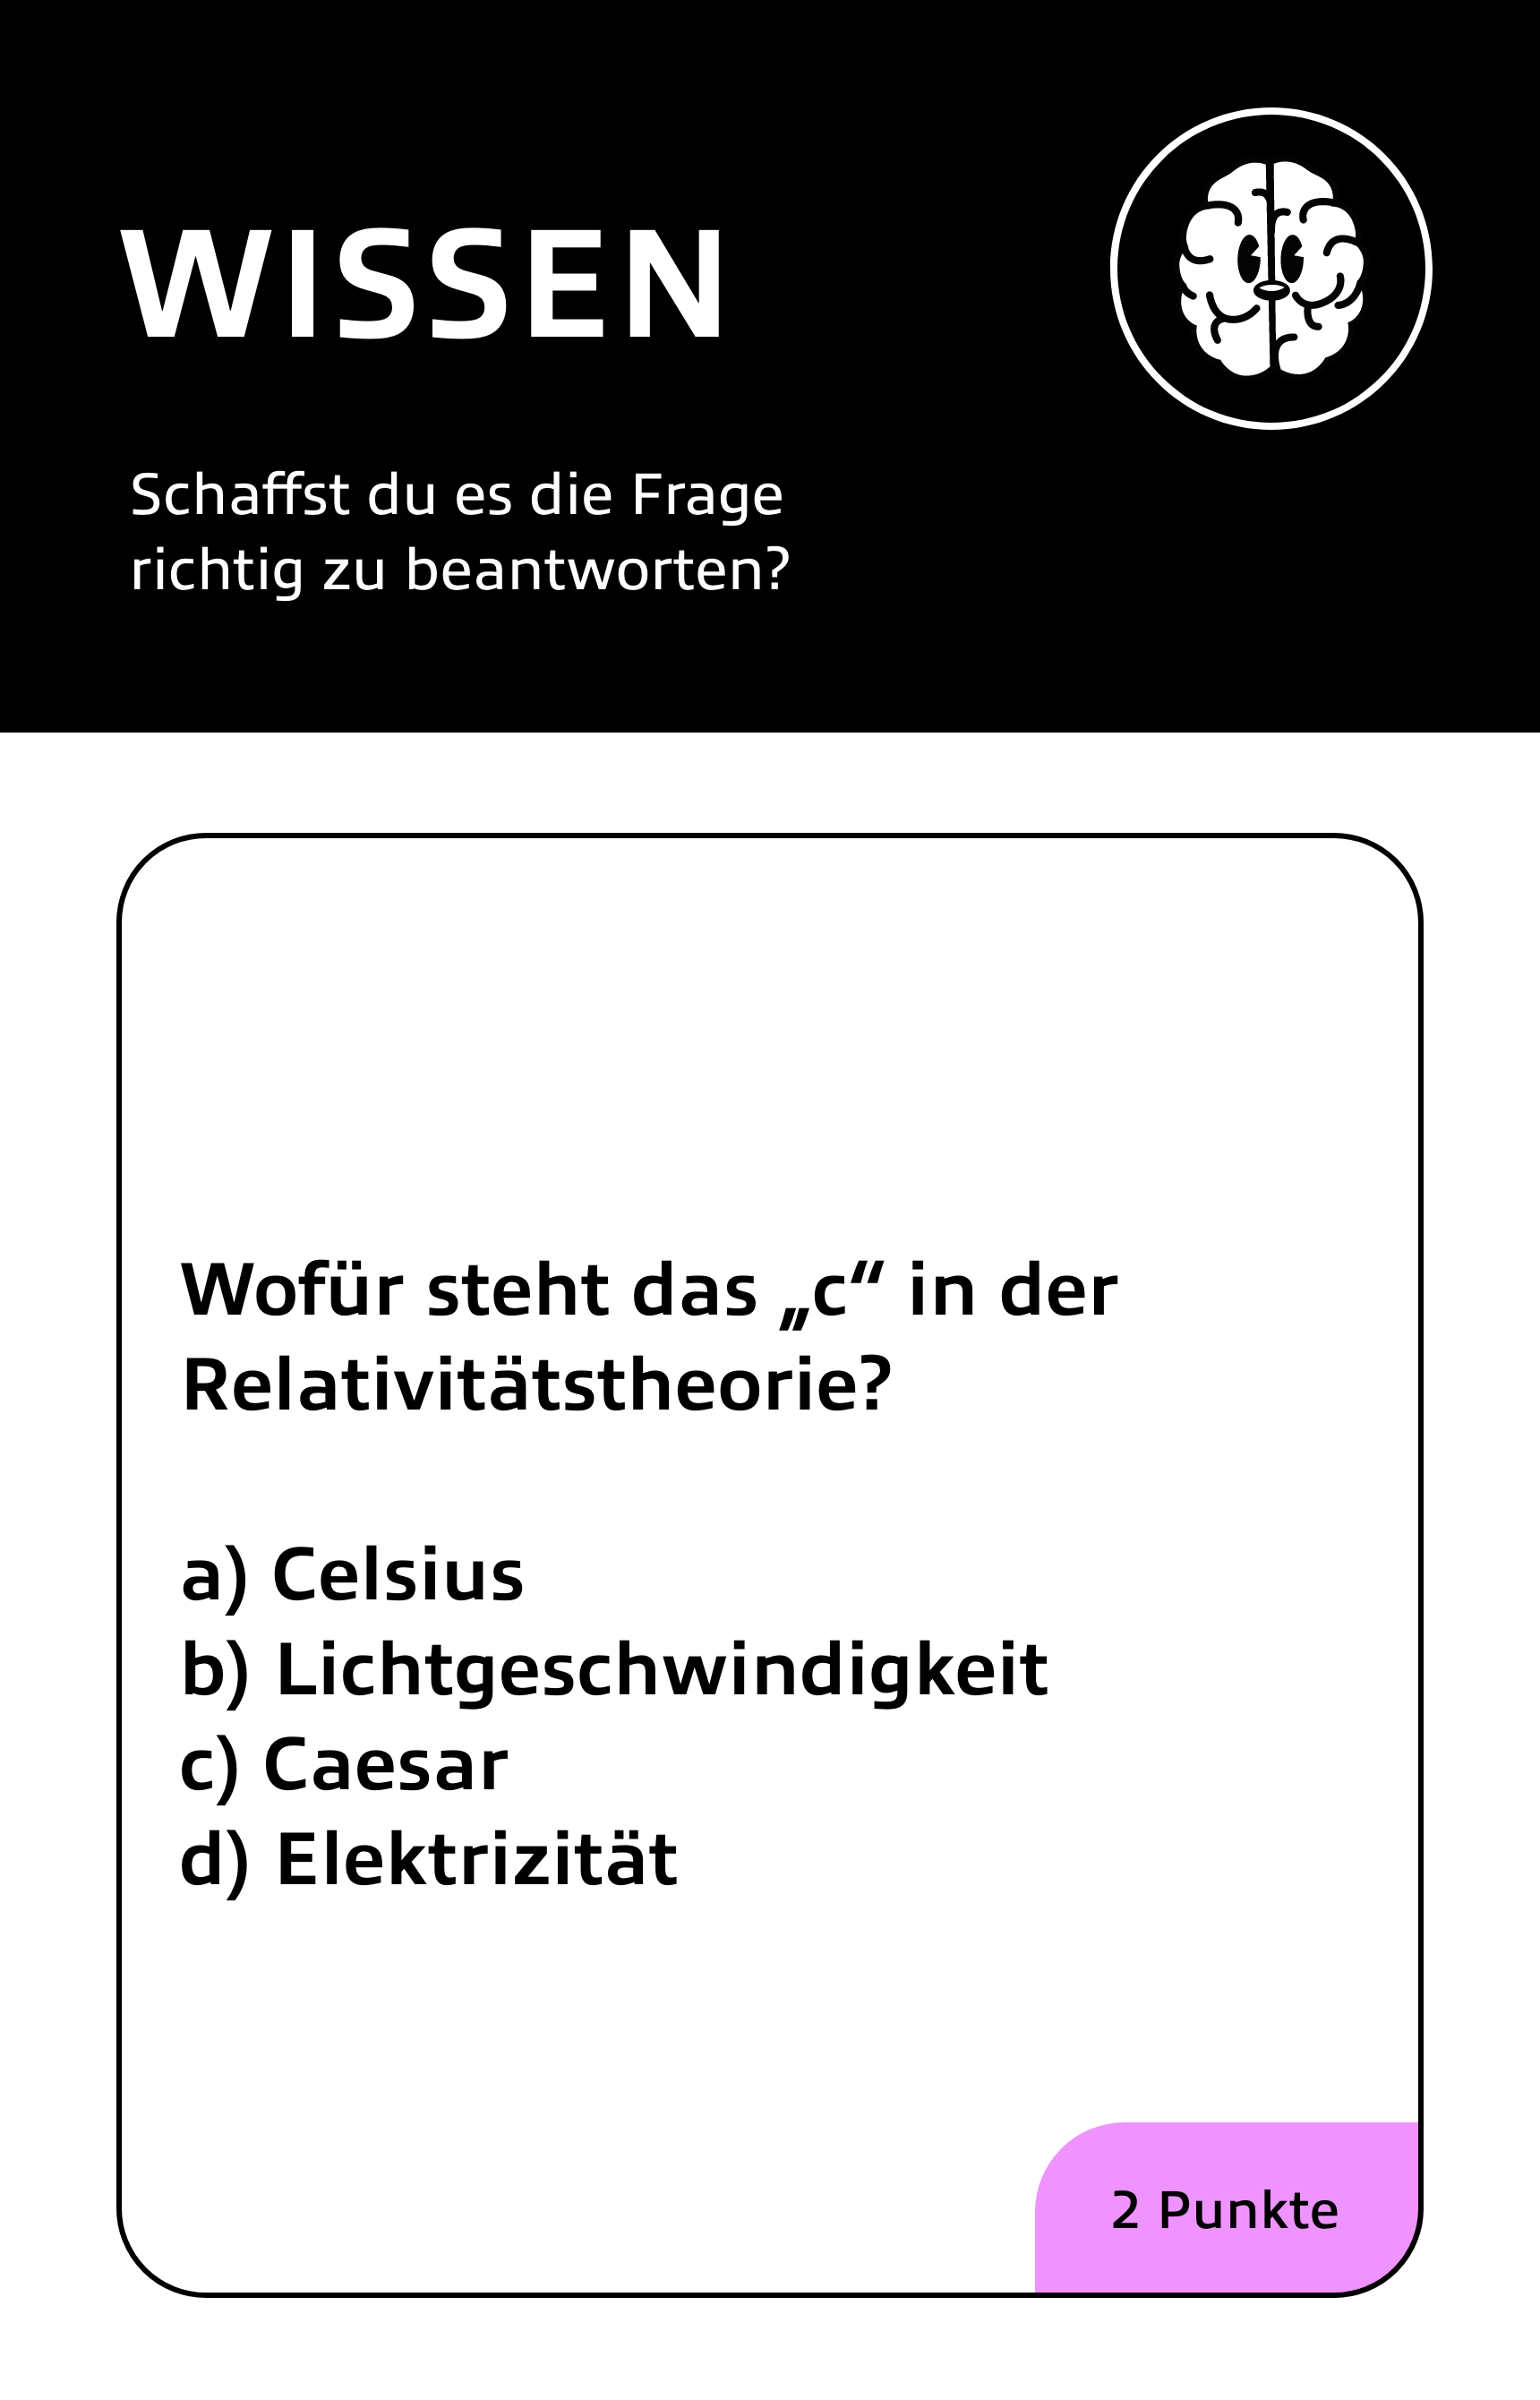 WISSEN
Schaffst du es die Frage
richtig zu beantworten?
Wofür steht das „c“ in der
Relativitätstheorie?
a) Celsius
b) Lichtgeschwindigkeit
c) Caesar
d) Elektrizität
2 Punkte